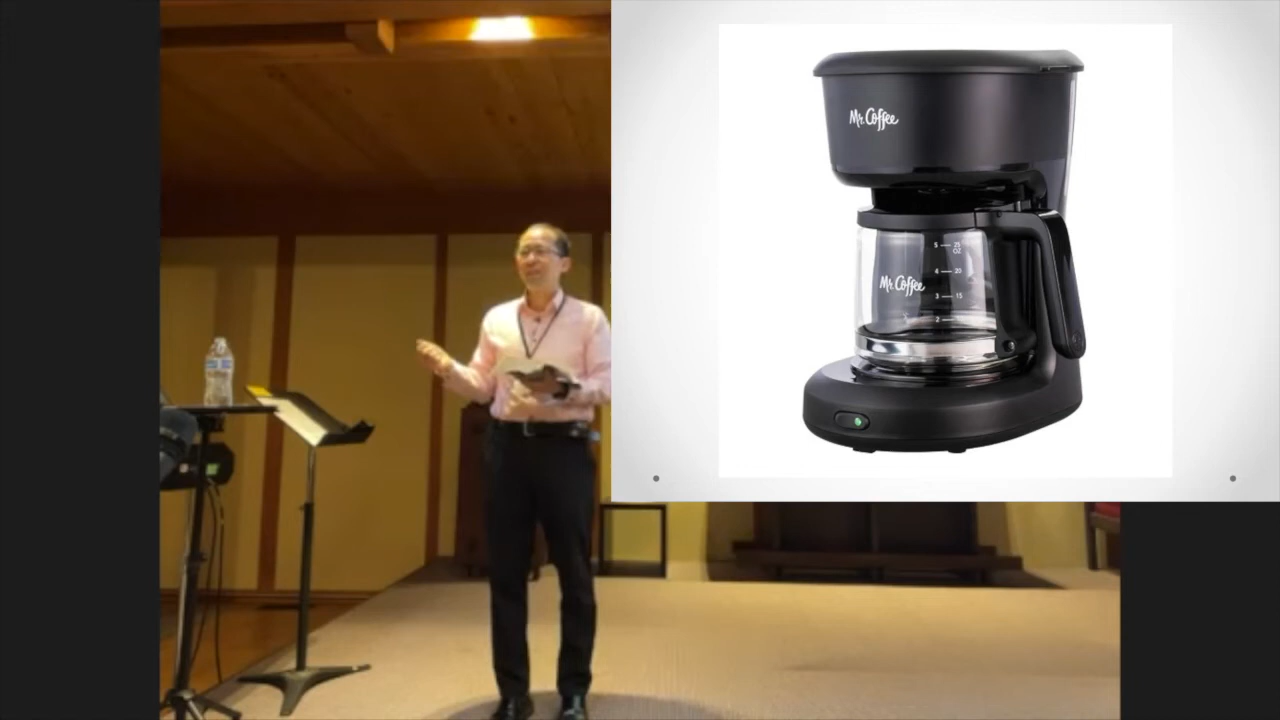 Mr. Coffee
5 — 25
OZ
4 — 20
Mr. Coffee
3 — 15
2